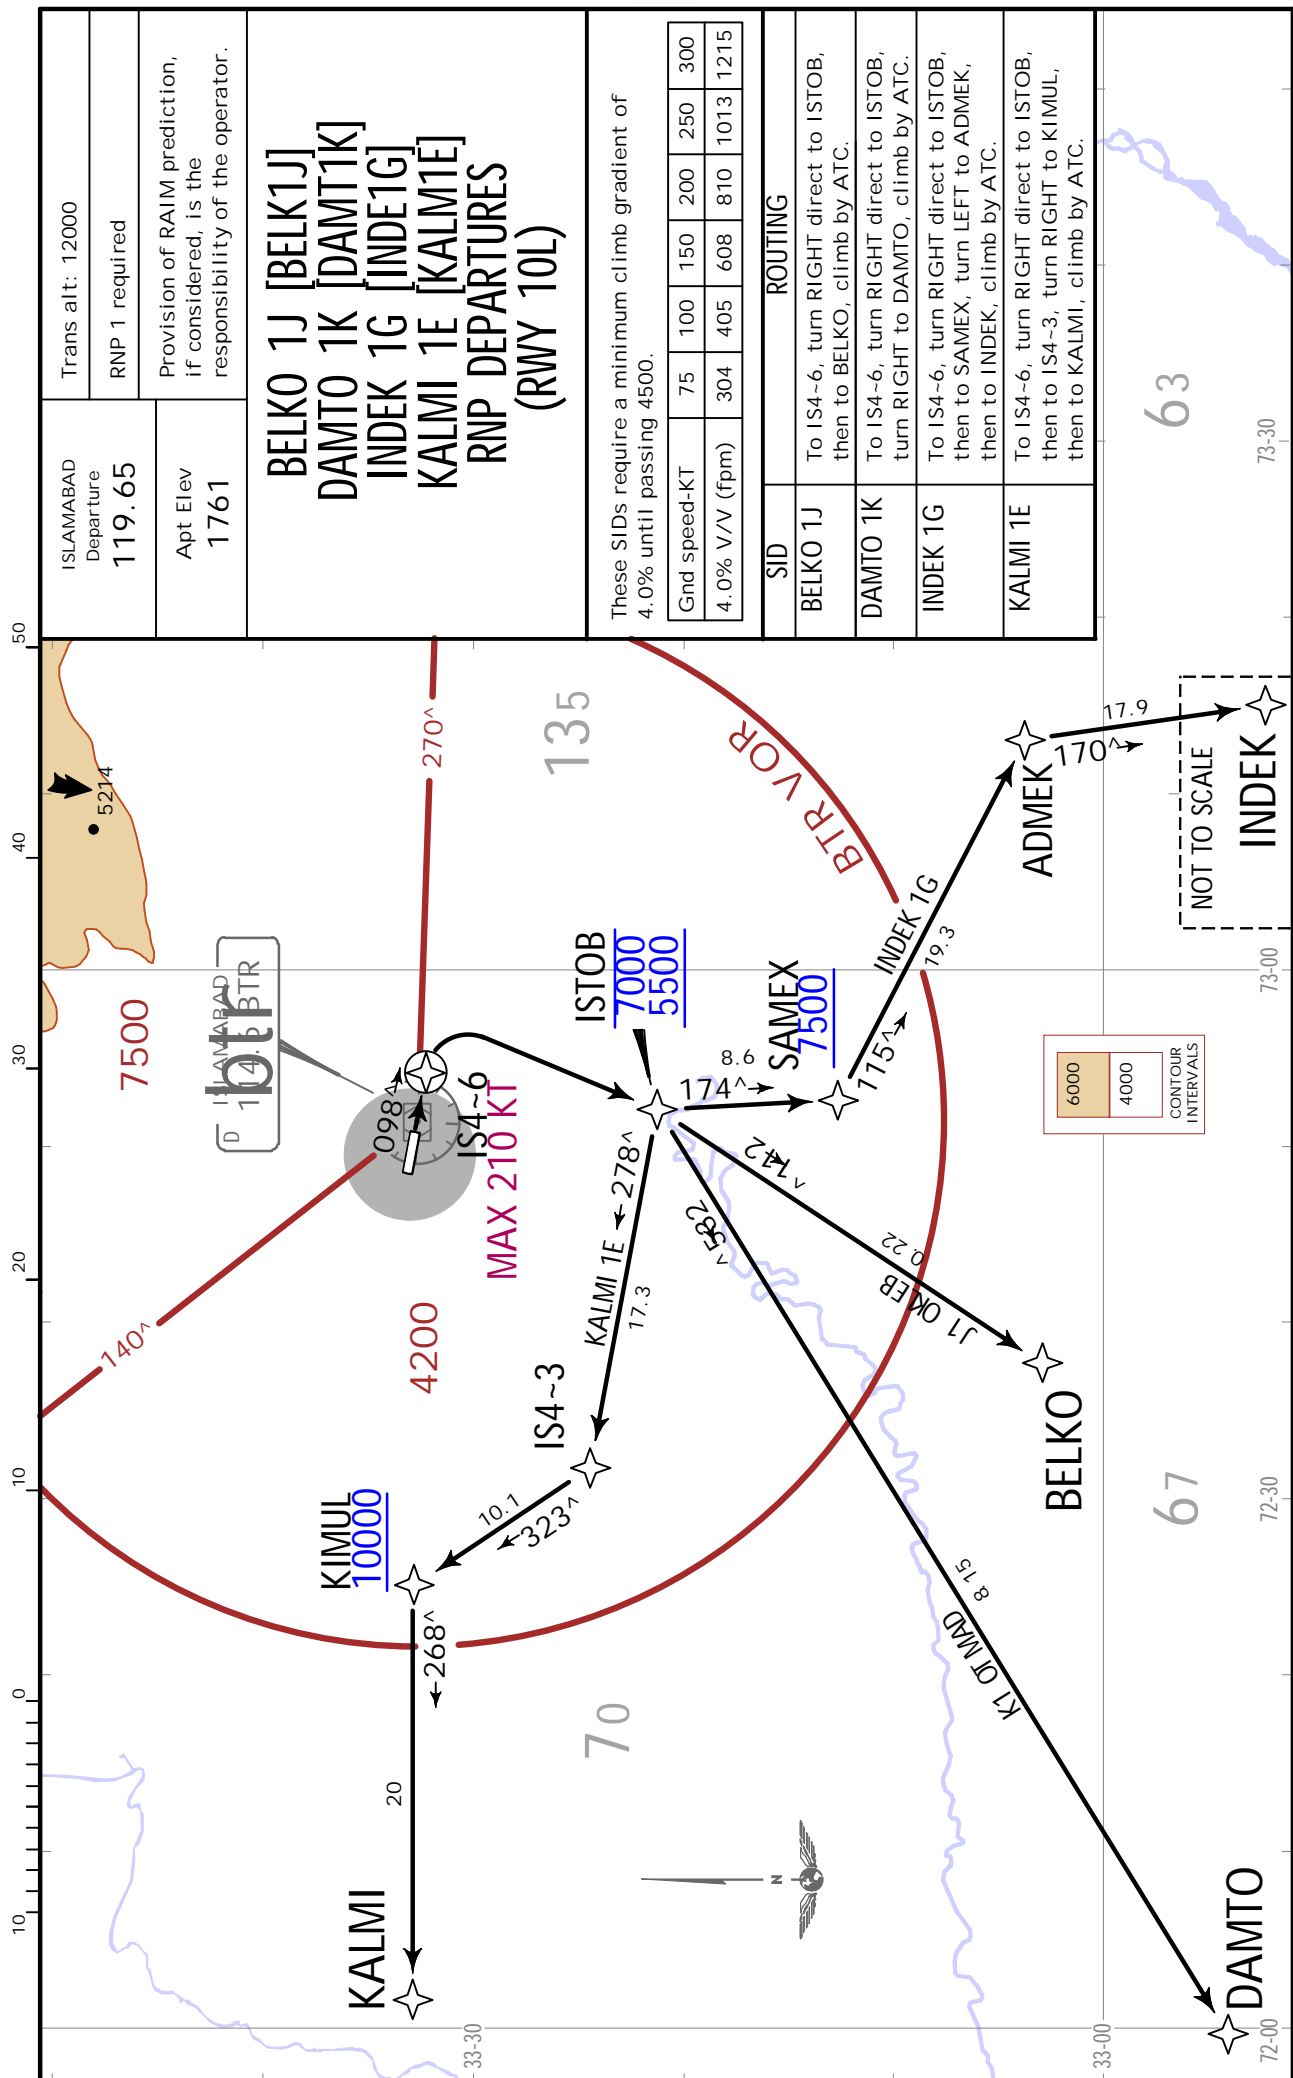 ISLAMABAD
Departure
119.65
Apt Elev
1761
Trans alt: 12000
RNP 1 required
Provision of RAIM prediction,
if considered, is the
responsibility of the operator.
BELKO 1J [BELK1J]
DAMTO 1K [DAMT1K]
INDEK 1G [INDE1G]
KALMI 1E [KALM1E]
RNP DEPARTURES
(RWY 10L)
These SIDs require a minimum climb gradient of
4.0% until passing 4500.
Gnd speed-KT 75 100 150 200 250 300
4.0% V/V (fpm) 304 405 608 810 1013 1215
SID ROUTING
BELKO 1J To IS4~6, turn RIGHT direct to ISTOB,
then to BELKO, climb by ATC.
DAMTO 1K To IS4~6, turn RIGHT direct to ISTOB,
turn RIGHT to DAMTO, climb by ATC.
INDEK 1G To IS4~6, turn RIGHT direct to ISTOB,
then to SAMEX, turn LEFT to ADMEK,
then to INDEK, climb by ATC.
KALMI 1E To IS4~6, turn RIGHT direct to ISTOB,
then to IS4~3, turn RIGHT to KIMUL,
then to KALMI, climb by ATC.
10
0
10
20
30
40
50
5214
7500
D
ISLAMABAD
btr
140^
270^
098^
IS4~6
MAX 210 KT
4200
135
BTR VOR
ISTOB
7000
5500
174^
8.6
SAMEX
7500
115^
INDEK 1G
19.3
ADMEK
170^
17.9
NOT TO SCALE
INDEK
278^
KALMI 1E
17.3
IS4~3
10.1
323^
KIMUL
10000
268^
20
KALMI
0.22
BELKO
8.15
DAMTO
70
67
63
N
6000
4000
CONTOUR
INTERVALS
33-30
33-00
72-00
72-30
73-00
73-30